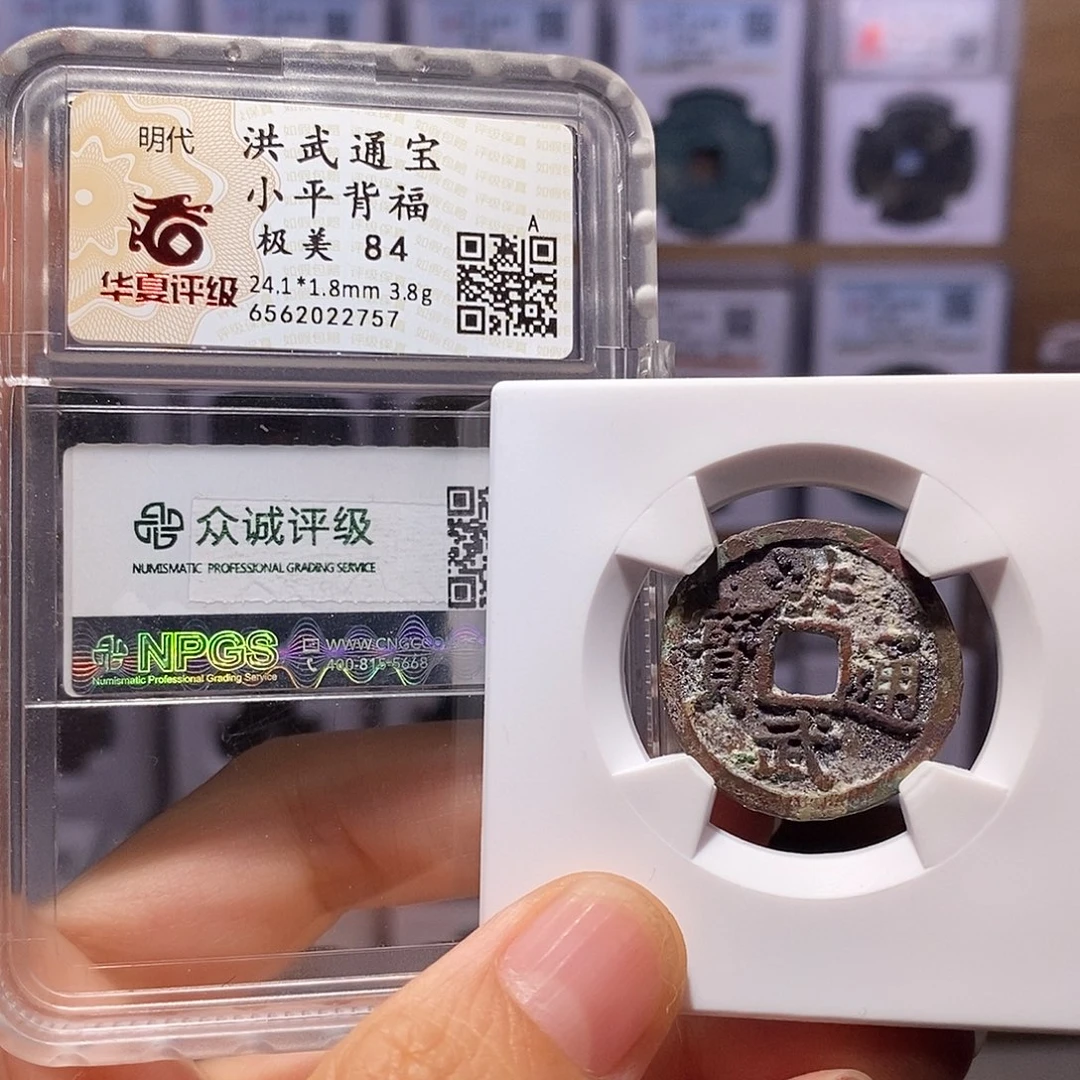 明代
洪武通宝
小平背福
极美 84
A
华夏评级
24.1*1.8mm 3.8g
6562022757
众诚评级
NUMISMATIC PROFESSIONAL GRADING SERVICE
NPGS
Numismatic Professional Grading Service
WWW.CNGCCO
400-815-5668
洪
武
通
寶